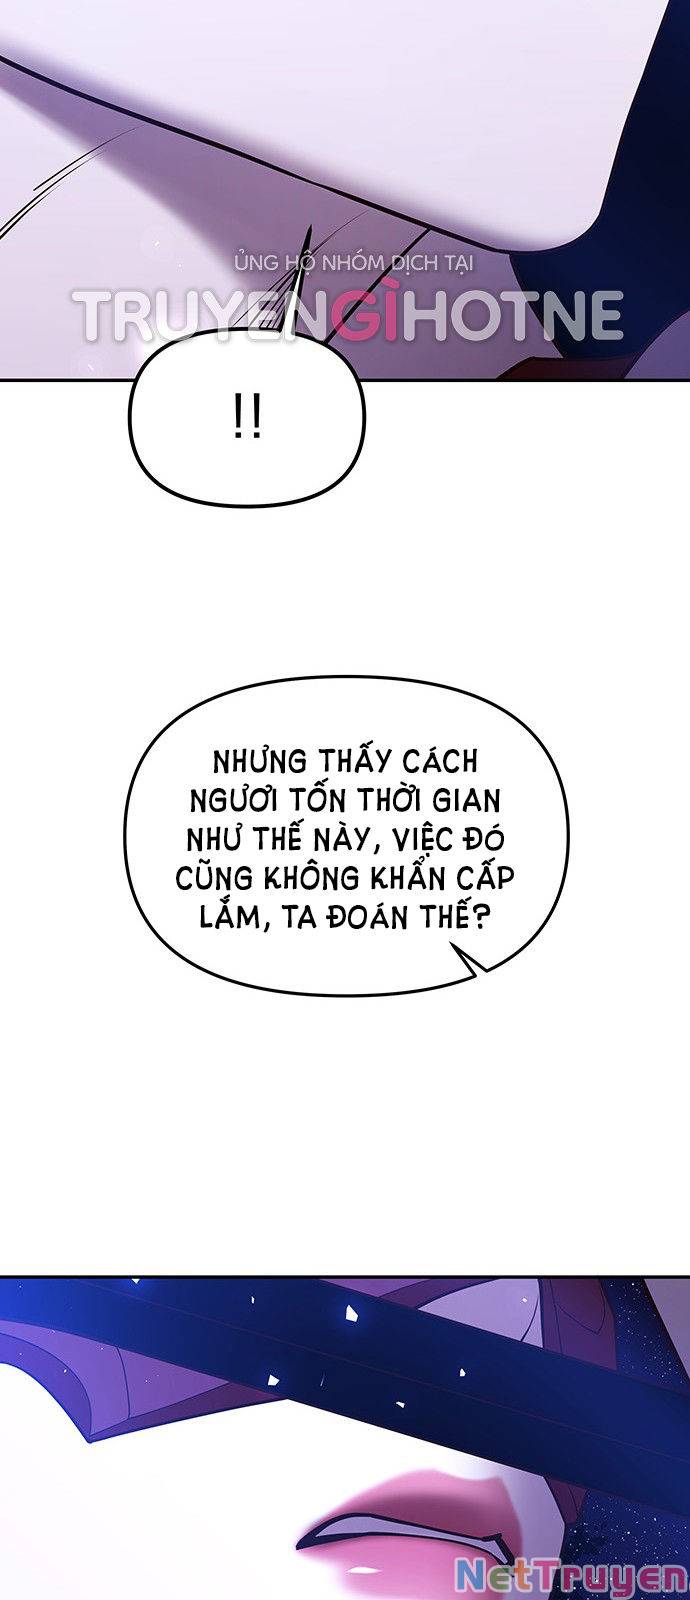 ỦNG HỘ NHÓM DỊCH TẠI
TRUYENGIHOTNE
!!
NHƯNG THẤY CÁCH
NGƯƠI TỐN THỜI GIAN
NHƯ THẾ NÀY, VIỆC ĐÓ
CŨNG KHÔNG KHẨN CẤP
LẮM, TA ĐOÁN THẾ?
NetTruyen